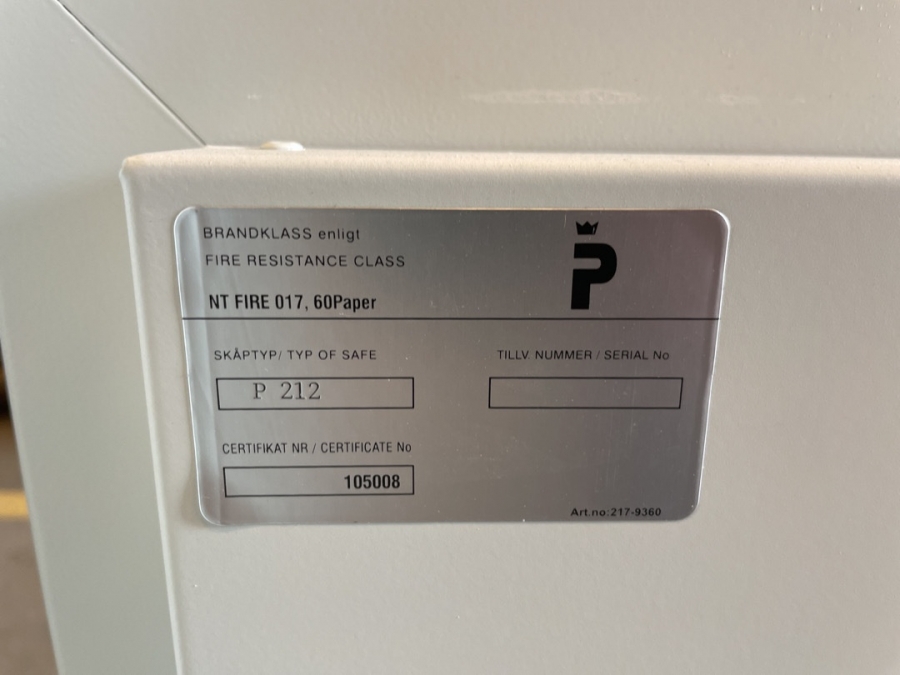 BRANDKLASS enligt
FIRE RESISTANCE CLASS
P
NT FIRE 017, 60Paper
SKÅPTYP/ TYP OF SAFE
TILLV. NUMMER / SERIAL No
P 212
CERTIFIKAT NR / CERTIFICATE No
105008
Art.no:217-9360